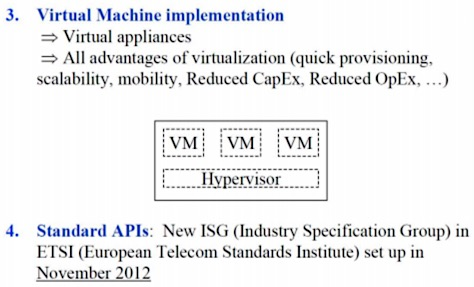 3. Virtual Machine implementation
⇒ Virtual appliances
⇒ All advantages of virtualization (quick provisioning,
scalability, mobility, Reduced CapEx, Reduced OpEx, …)
VM VM VM
Hypervisor
4. Standard APIs: New ISG (Industry Specification Group) in
ETSI (European Telecom Standards Institute) set up in
November 2012